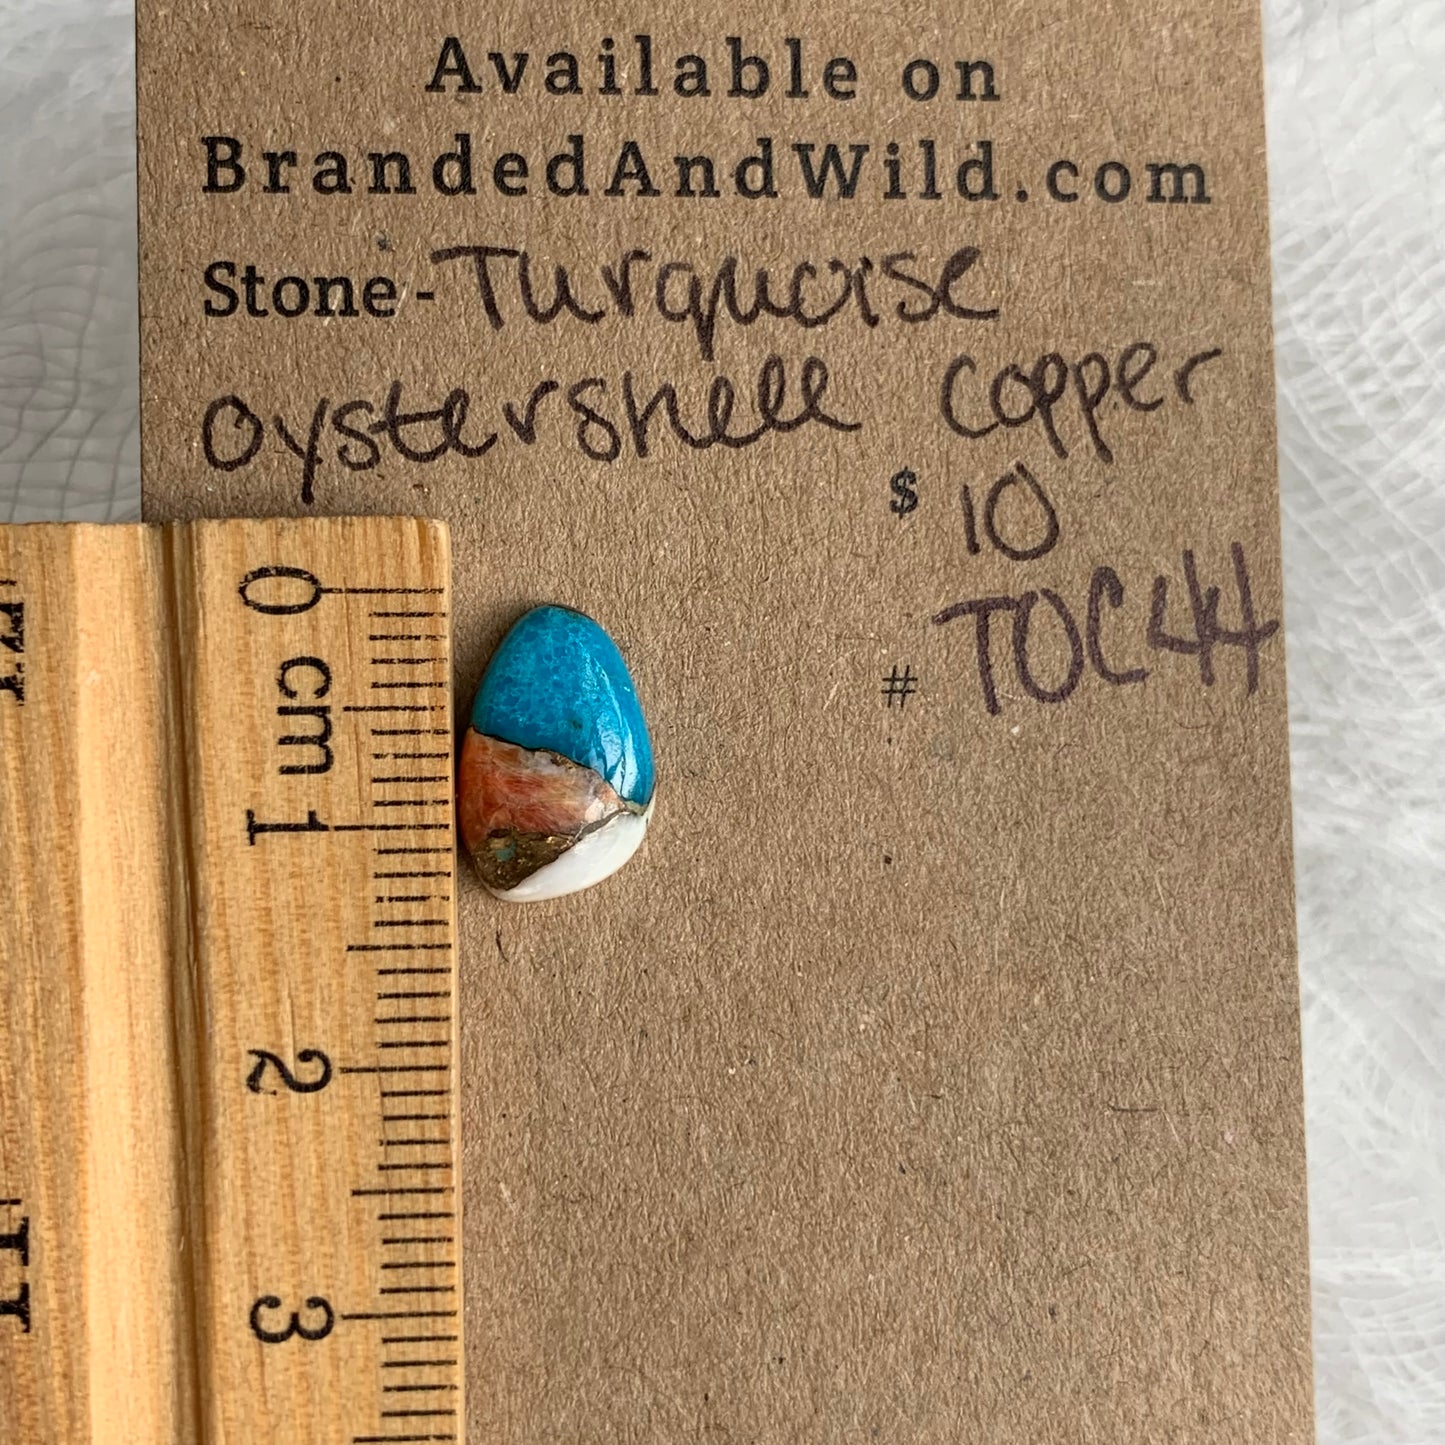 Available on
BrandedAndWild.com
Stone - Turquoise
Oystershell Copper
$ 10
# TOC44
0 cm 1 2 3